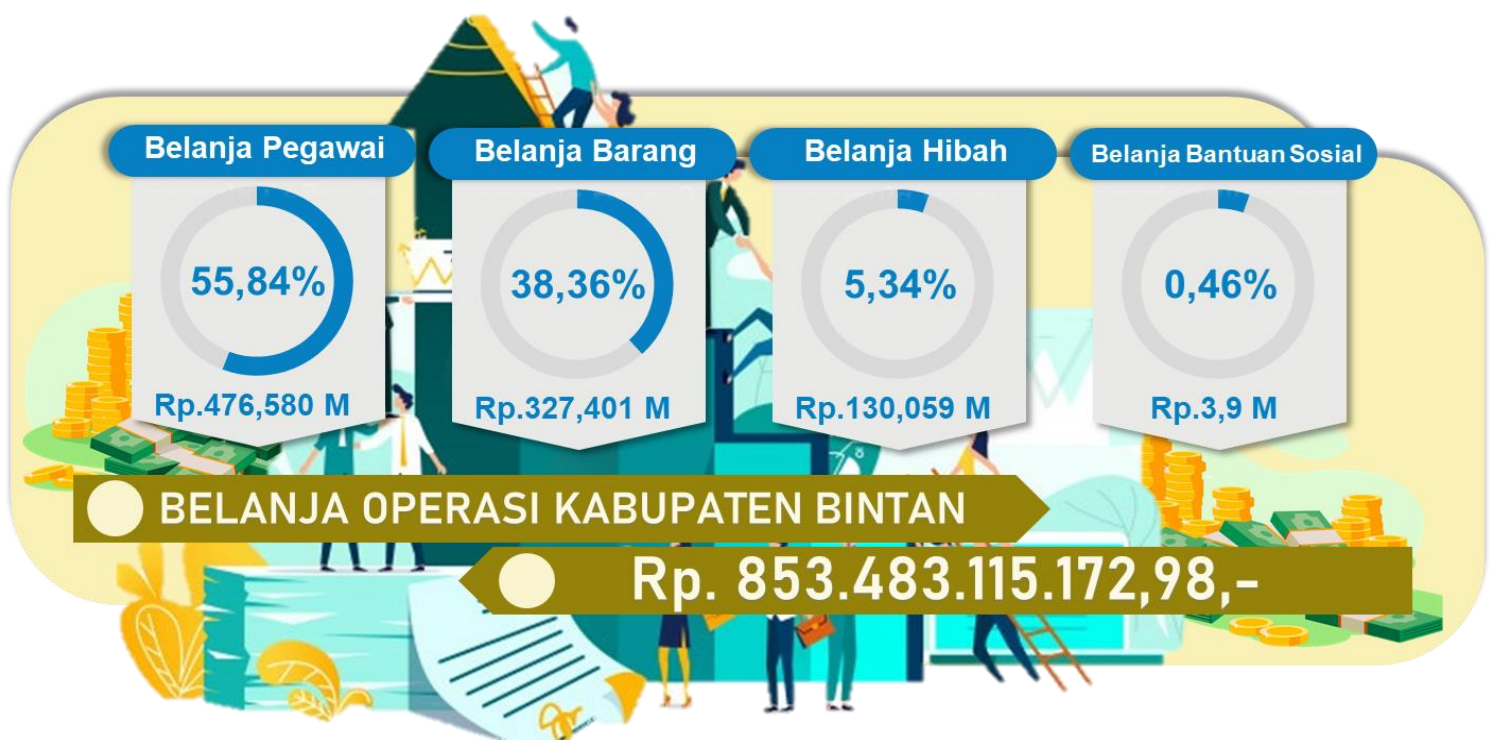 Belanja Pegawai
55,84%
Rp.476,580 M
Belanja Barang
38,36%
Rp.327,401 M
Belanja Hibah
5,34%
Rp.130,059 M
Belanja Bantuan Sosial
0,46%
Rp.3,9 M
BELANJA OPERASI KABUPATEN BINTAN
Rp. 853.483.115.172,98,-